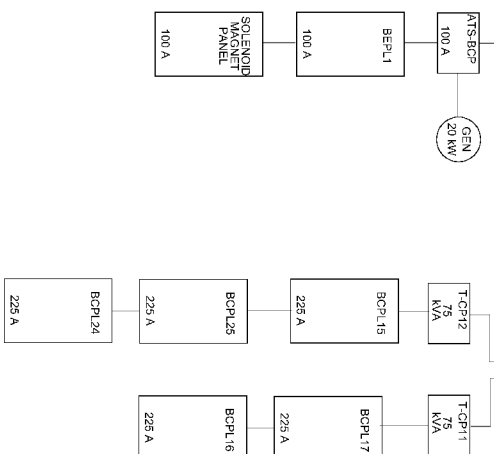 ATS-BCP
100 A
BEPL1
100 A
SOLENOID
MAGNET
PANEL
100 A
GEN
20 kW
T-CP12
75
kVA
BCPL15
225 A
BCPL25
225 A
BCPL24
225 A
T-CP11
75
kVA
BCPL17
225 A
BCPL16
225 A